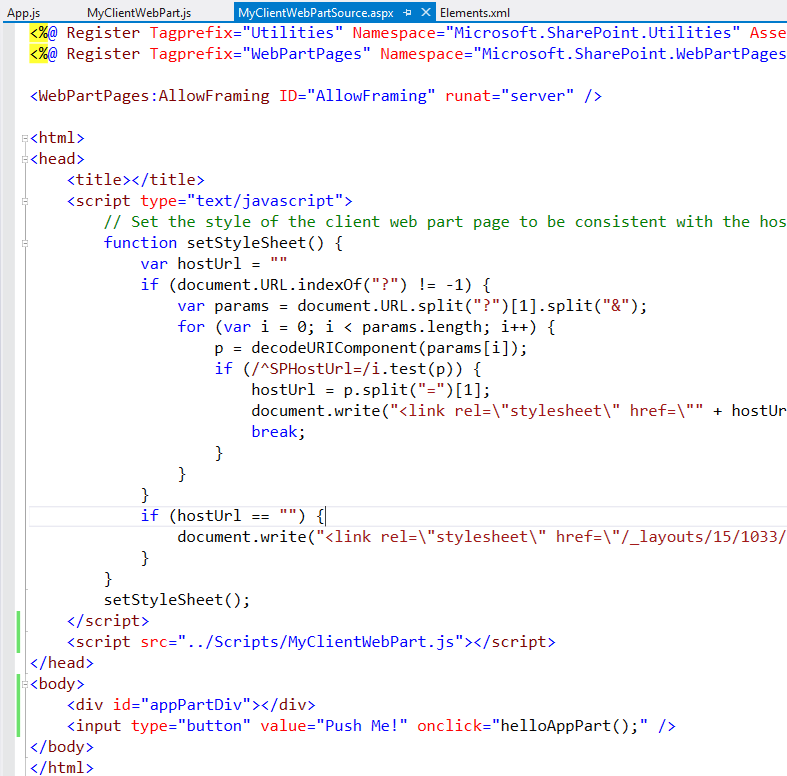 App.js MyClientWebPart.js MyClientWebPartSource.aspx Elements.xml
<%@ Register Tagprefix="Utilities" Namespace="Microsoft.SharePoint.Utilities" Asse
<%@ Register Tagprefix="WebPartPages" Namespace="Microsoft.SharePoint.WebPartPages
<WebPartPages:AllowFraming ID="AllowFraming" runat="server" />
<html>
<head>
    <title></title>
    <script type="text/javascript">
        // Set the style of the client web part page to be consistent with the hos
        function setStyleSheet() {
            var hostUrl = ""
            if (document.URL.indexOf("?") != -1) {
                var params = document.URL.split("?")[1].split("&");
                for (var i = 0; i < params.length; i++) {
                    p = decodeURIComponent(params[i]);
                    if (/^SPHostUrl=/i.test(p)) {
                        hostUrl = p.split("=")[1];
                        document.write("<link rel=\"stylesheet\" href=\"" + hostUr
                        break;
                    }
                }
            }
            if (hostUrl == "") {
                document.write("<link rel=\"stylesheet\" href=\"/_layouts/15/1033/
            }
        }
        setStyleSheet();
    </script>
    <script src="../Scripts/MyClientWebPart.js"></script>
</head>
<body>
    <div id="appPartDiv"></div>
    <input type="button" value="Push Me!" onclick="helloAppPart();" />
</body>
</html>